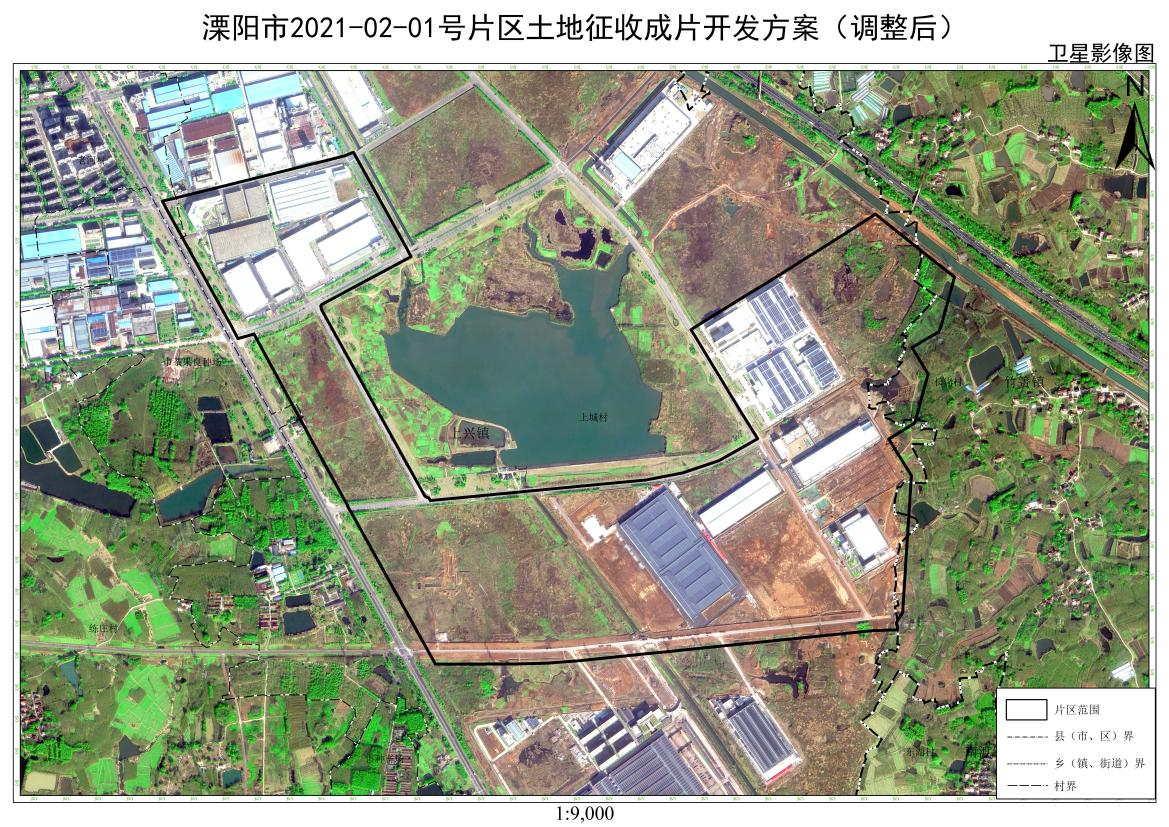 溧阳市2021-02-01号片区土地征收成片开发方案（调整后）
卫星影像图
N
上城村
上兴镇
竹箦镇
练庄村
片区范围
县（市、区）界
乡（镇、街道）界
村界
1:9,000